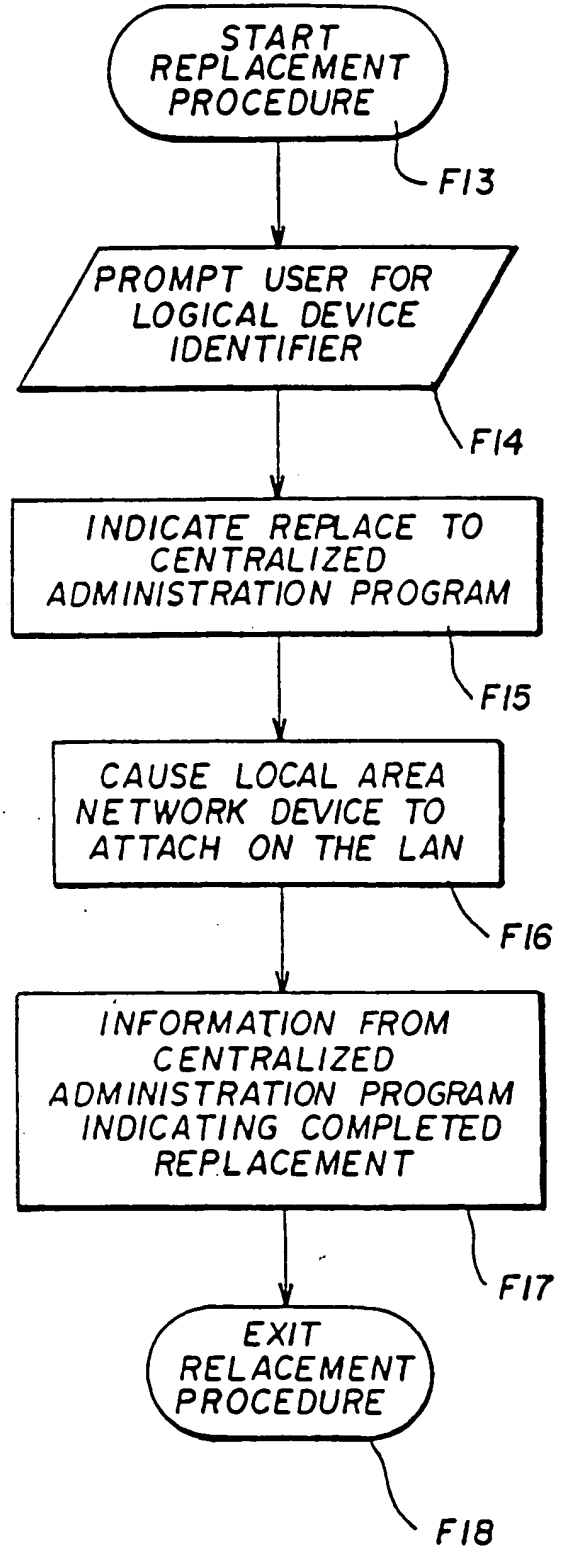 START
REPLACEMENT
PROCEDURE
F13
PROMPT USER FOR
LOGICAL DEVICE
IDENTIFIER
F14
INDICATE REPLACE TO
CENTRALIZED
ADMINISTRATION PROGRAM
F15
CAUSE LOCAL AREA
NETWORK DEVICE TO
ATTACH ON THE LAN
F16
INFORMATION FROM
CENTRALIZED
ADMINISTRATION PROGRAM
INDICATING COMPLETED
REPLACEMENT
F17
EXIT
RELACEMENT
PROCEDURE
F18